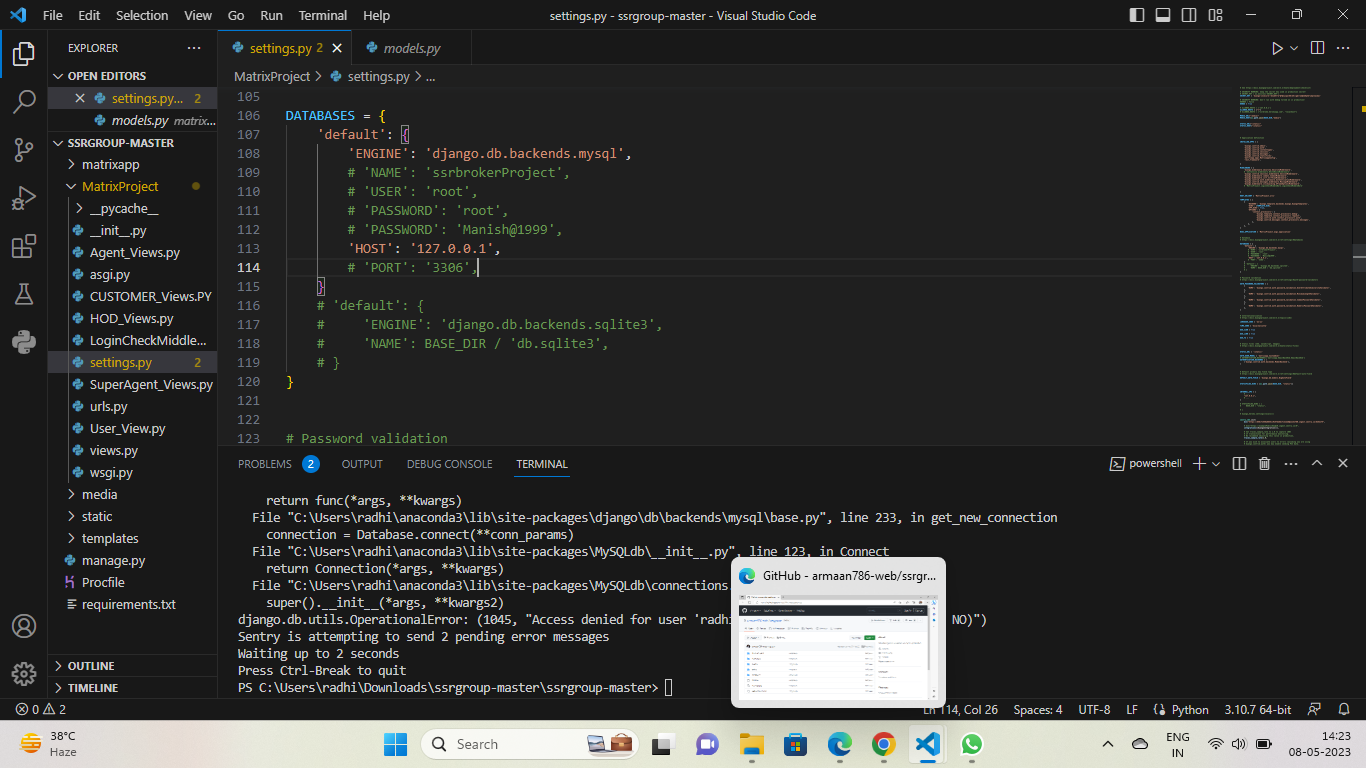 File Edit Selection View Go Run Terminal Help
settings.py - ssrgroup-master - Visual Studio Code
EXPLORER
OPEN EDITORS
settings.py... 2
models.py matrix...
SSRGROUP-MASTER
matrixapp
MatrixProject
__pycache__
__init__.py
Agent_Views.py
asgi.py
CUSTOMER_Views.PY
HOD_Views.py
LoginCheckMiddle...
settings.py 2
SuperAgent_Views.py
urls.py
User_View.py
views.py
wsgi.py
media
static
templates
manage.py
Procfile
requirements.txt
OUTLINE
TIMELINE
settings.py 2
models.py
MatrixProject > settings.py > ...
105
106 DATABASES = {
107 'default': {
108 'ENGINE': 'django.db.backends.mysql',
109 # 'NAME': 'ssrbrokerProject',
110 # 'USER': 'root',
111 # 'PASSWORD': 'root',
112 # 'PASSWORD': 'Manish@1999',
113 'HOST': '127.0.0.1',
114 # 'PORT': '3306',
115 }
116 # 'default': {
117 # 'ENGINE': 'django.db.backends.sqlite3',
118 # 'NAME': BASE_DIR / 'db.sqlite3',
119 # }
120 }
121
122
123 # Password validation
PROBLEMS 2 OUTPUT DEBUG CONSOLE TERMINAL
powershell
return func(*args, **kwargs)
File "C:\Users\radhi\anaconda3\lib\site-packages\django\db\backends\mysql\base.py", line 233, in get_new_connection
connection = Database.connect(**conn_params)
File "C:\Users\radhi\anaconda3\lib\site-packages\MySQLdb\__init__.py", line 123, in Connect
return Connection(*args, **kwargs)
File "C:\Users\radhi\anaconda3\lib\site-packages\MySQLdb\connections
super().__init__(*args, **kwargs2)
django.db.utils.OperationalError: (1045, "Access denied for user 'radhi NO)")
Sentry is attempting to send 2 pending error messages
Waiting up to 2 seconds
Press Ctrl-Break to quit
PS C:\Users\radhi\Downloads\ssrgroup-master\ssrgroup-master>
GitHub - armaan786-web/ssrgr...
0 2
Ln 114, Col 26 Spaces: 4 UTF-8 LF Python 3.10.7 64-bit
38°C
Haze
Search
ENG
IN
14:23
08-05-2023